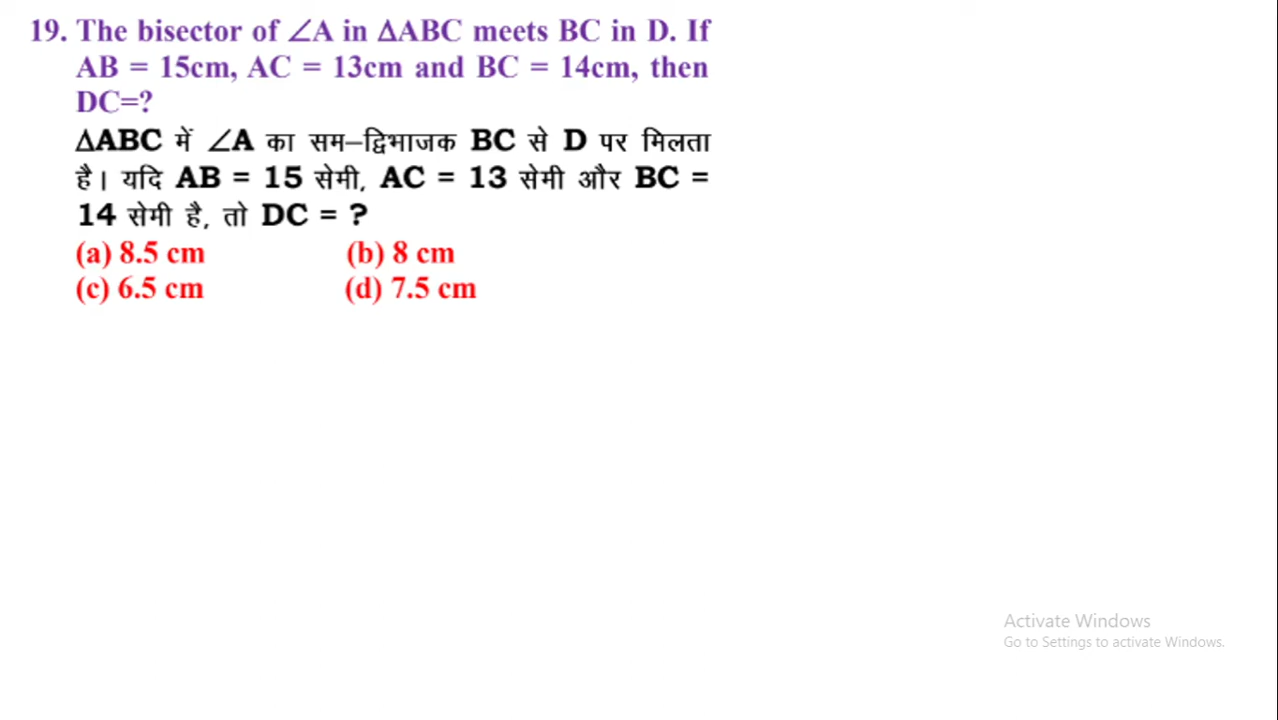 19. The bisector of ∠A in ΔABC meets BC in D. If
AB = 15cm, AC = 13cm and BC = 14cm, then
DC=?
ΔABC में ∠A का सम–द्विभाजक BC से D पर मिलता
है। यदि AB = 15 सेमी, AC = 13 सेमी और BC =
14 सेमी है, तो DC = ?
(a) 8.5 cm (b) 8 cm
(c) 6.5 cm (d) 7.5 cm
Activate Windows
Go to Settings to activate Windows.